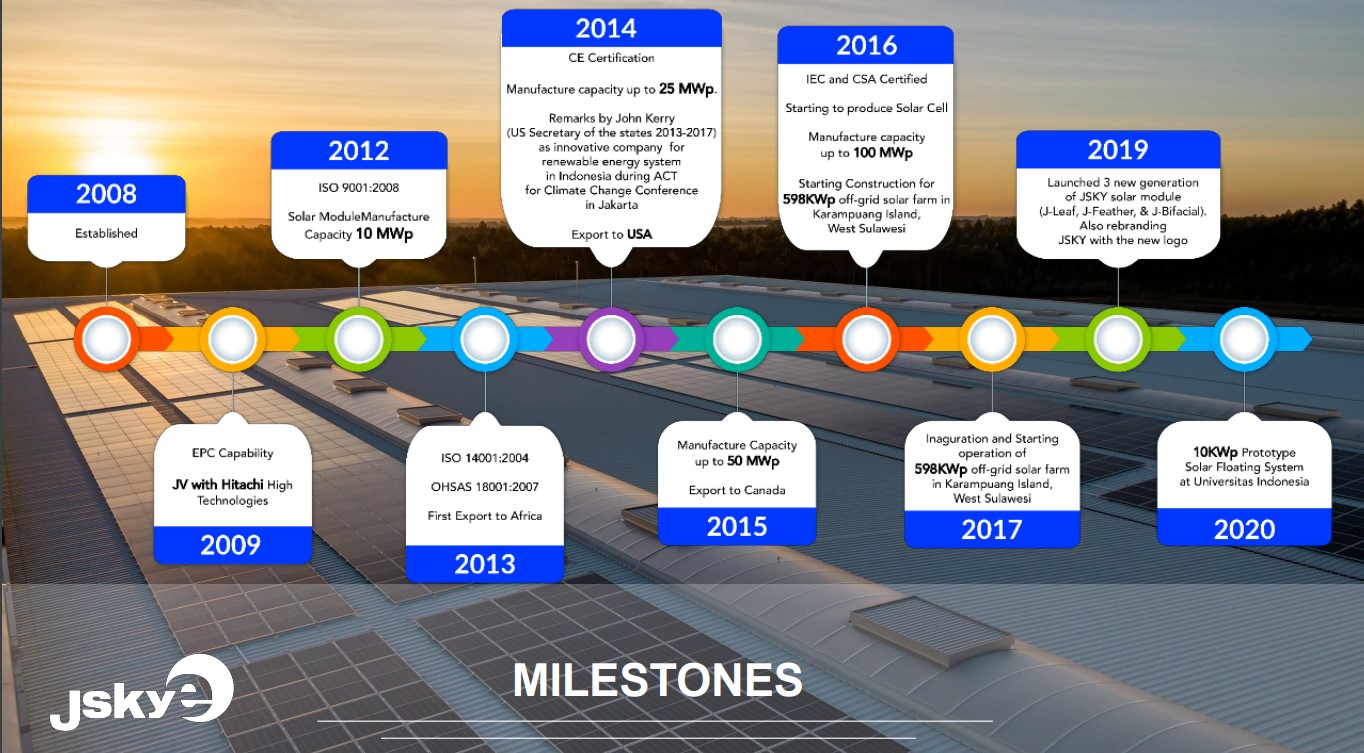 2008
Established
EPC Capability
JV with Hitachi High
Technologies
2009
2012
ISO 9001:2008
Solar ModuleManufacture
Capacity 10 MWp
ISO 14001:2004
OHSAS 18001:2007
First Export to Africa
2013
2014
CE Certification
Manufacture capacity up to 25 MWp.
Remarks by John Kerry
(US Secretary of the states 2013-2017)
as innovative company for
renewable energy system
in Indonesia during ACT
for Climate Change Conference
in Jakarta
Export to USA
Manufacture Capacity
up to 50 MWp
Export to Canada
2015
2016
IEC and CSA Certified
Starting to produce Solar Cell
Manufacture capacity
up to 100 MWp
Starting Construction for
598KWp off-grid solar farm in
Karampuang Island,
West Sulawesi
Inaguration and Starting
operation of
598KWp off-grid solar farm
in Karampuang Island,
West Sulawesi
2017
2019
Launched 3 new generation
of JSKY solar module
(J-Leaf, J-Feather, & J-Bifacial).
Also rebranding
JSKY with the new logo
10KWp Prototype
Solar Floating System
at Universitas Indonesia
2020
Jskye
MILESTONES